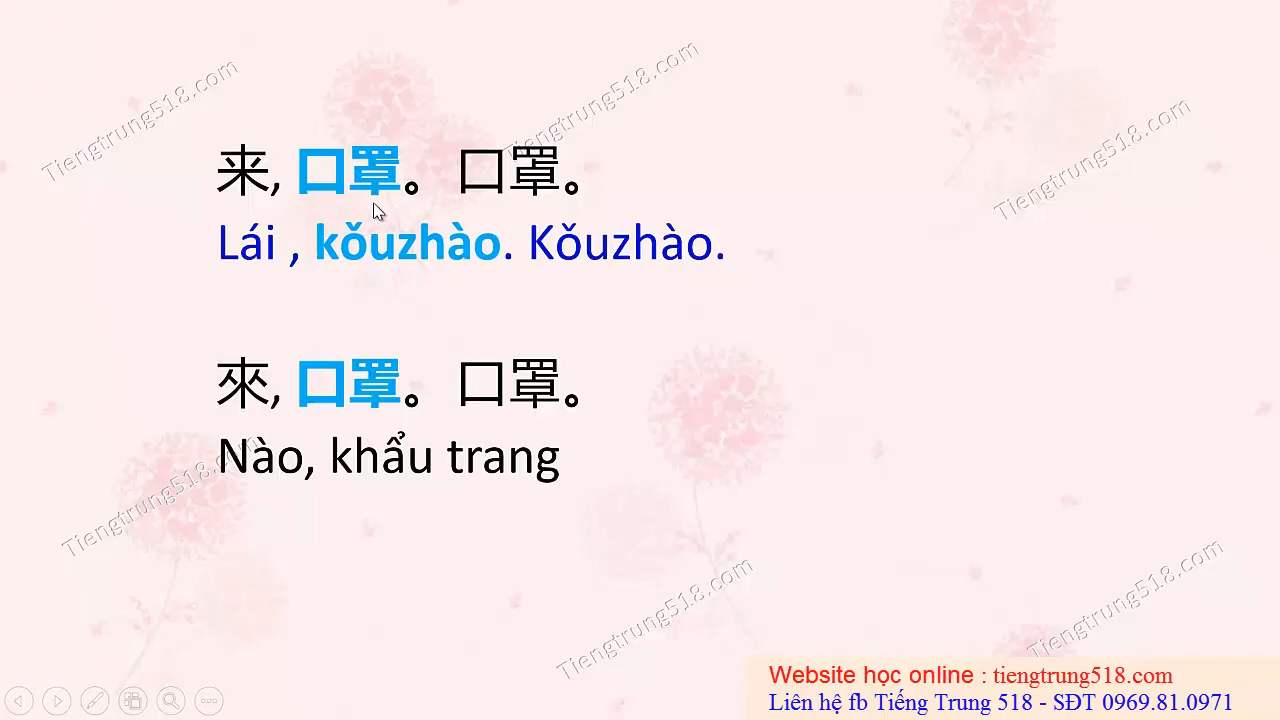 Tiengtrung518.com
Tiengtrung518.com
Tiengtrung518.com
来, 口罩。口罩。
Lái , kǒuzhào. Kǒuzhào.
來, 口罩。口罩。
Nào, khẩu trang
Tiengtrung518.com
Tiengtrung518.com
Tiengtrung518.com
Website học online : tiengtrung518.com
Liên hệ fb Tiếng Trung 518 - SĐT 0969.81.0971